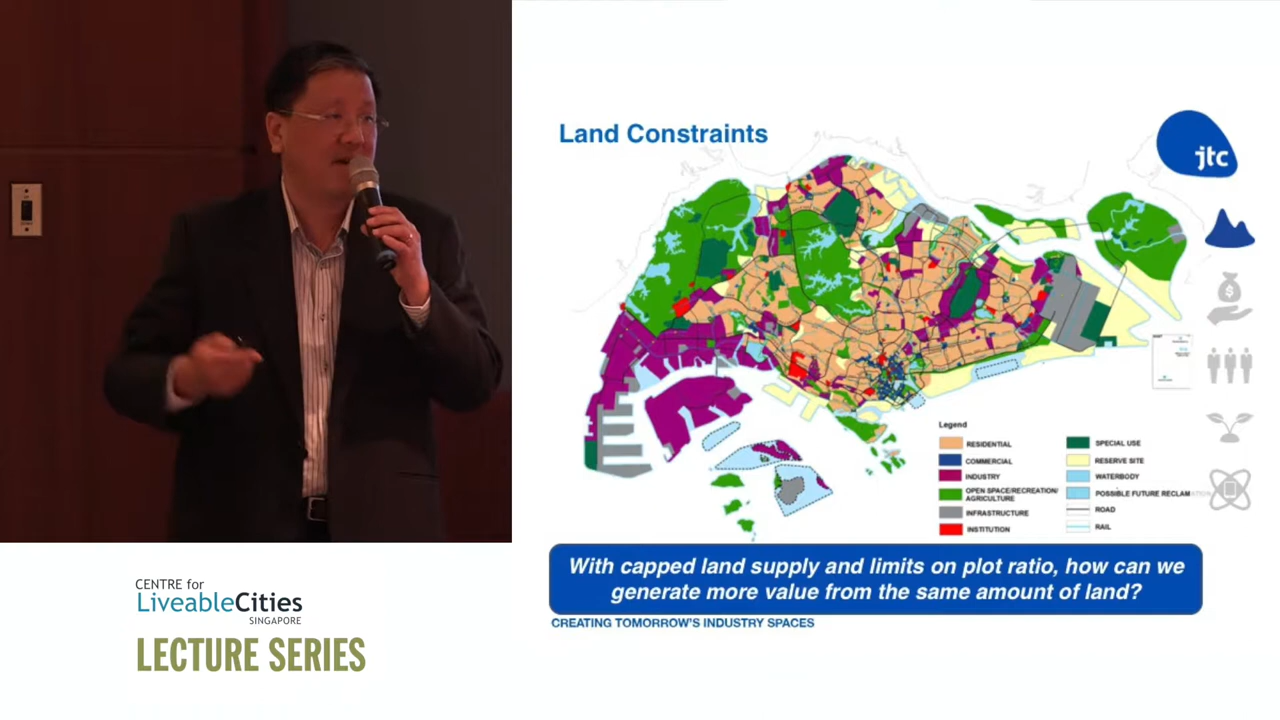 Land Constraints
jtc
Legend
RESIDENTIAL
COMMERCIAL
INDUSTRY
OPEN SPACE/RECREATION/
AGRICULTURE
INFRASTRUCTURE
INSTITUTION
SPECIAL USE
RESERVE SITE
WATERBODY
POSSIBLE FUTURE RECLAMATION
ROAD
RAIL
With capped land supply and limits on plot ratio, how can we
generate more value from the same amount of land?
CREATING TOMORROW'S INDUSTRY SPACES
CENTRE for
LiveableCities
SINGAPORE
LECTURE SERIES